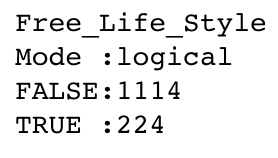 Free_Life_Style
Mode :logical
FALSE:1114
TRUE :224